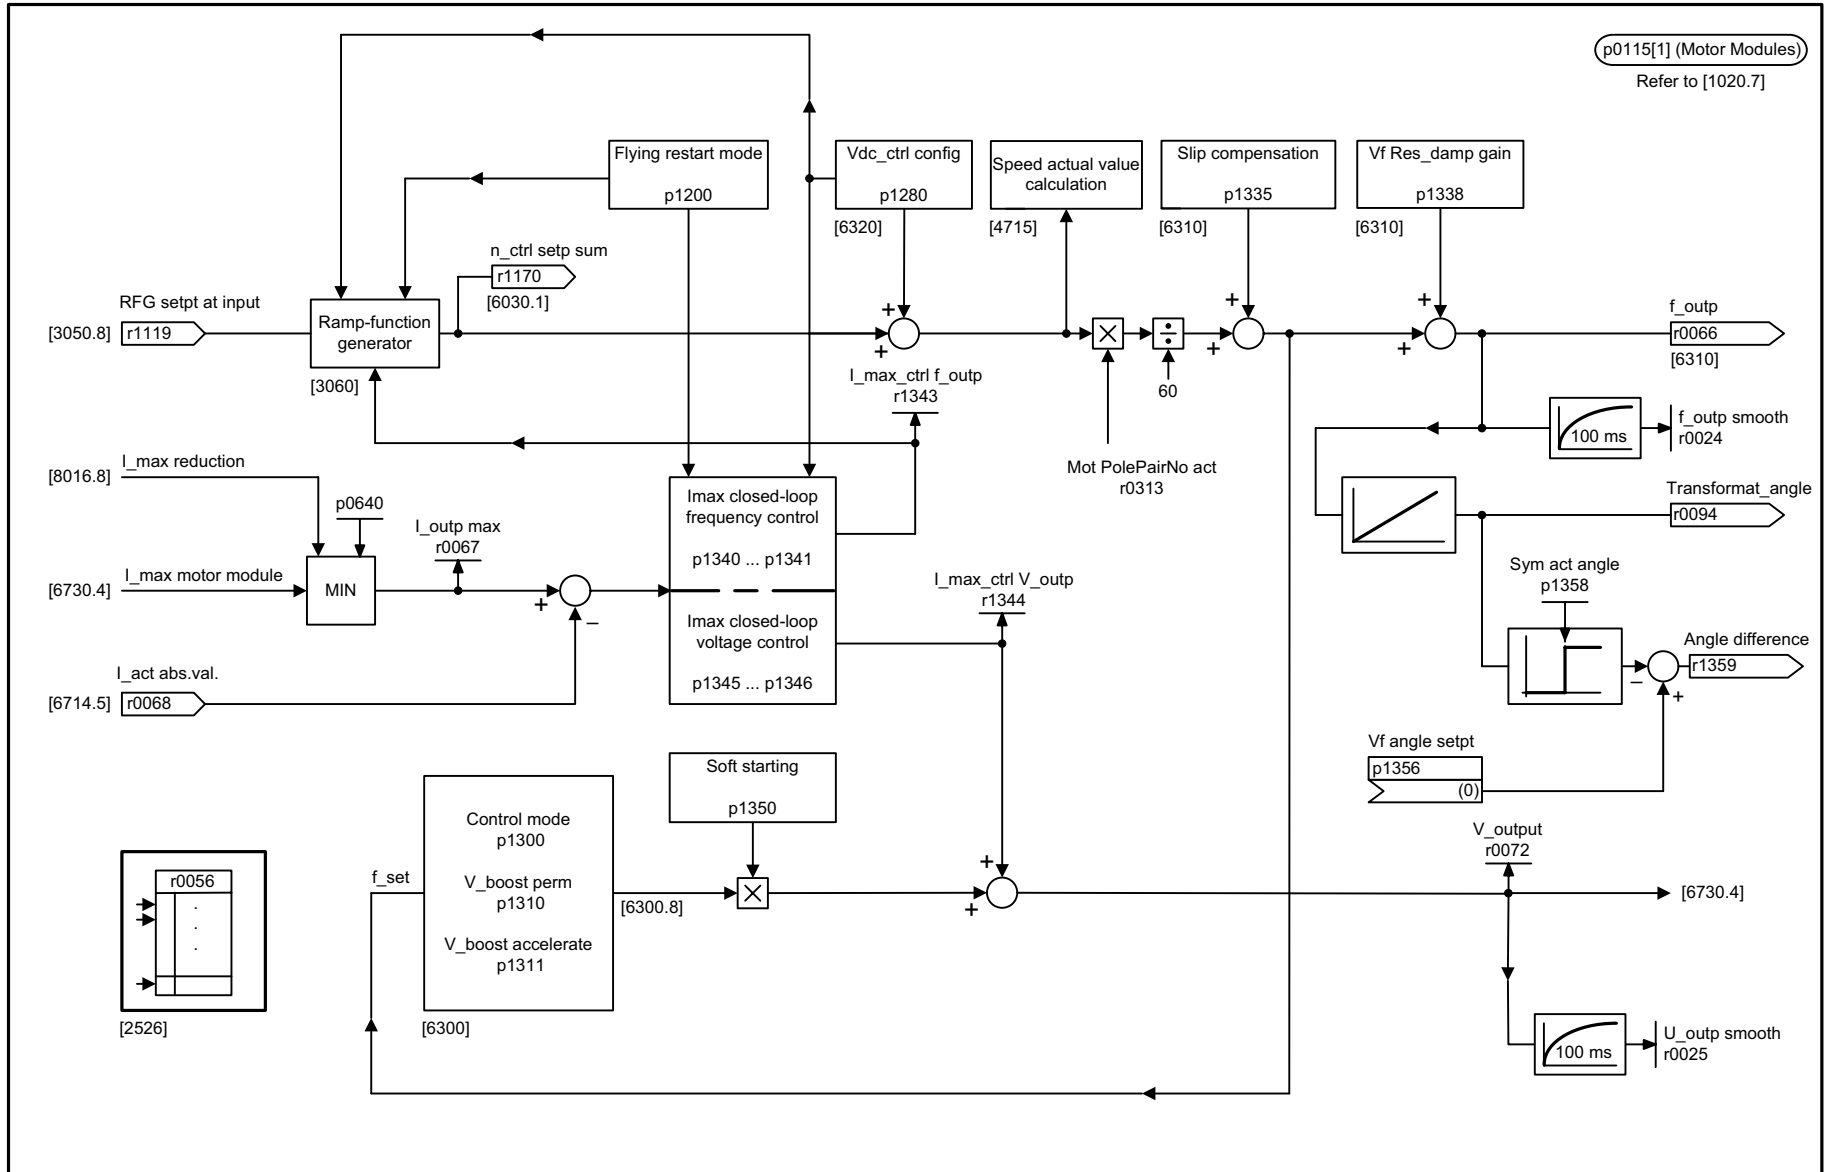 p0115[1] (Motor Modules)
Refer to [1020.7]
Flying restart mode
p1200
Vdc_ctrl config
p1280
[6320]
Speed actual value
calculation
[4715]
Slip compensation
p1335
[6310]
Vf Res_damp gain
p1338
[6310]
n_ctrl setp sum
r1170
[6030.1]
RFG setpt at input
[3050.8]
r1119
Ramp-function
generator
[3060]
+
+
×
÷
60
+
+
+
+
f_outp
r0066
[6310]
I_max_ctrl f_outp
r1343
Mot PolePairNo act
r0313
100 ms
f_outp smooth
r0024
Transformat_angle
r0094
I_max reduction
[8016.8]
p0640
I_outp max
r0067
I_max motor module
[6730.4]
MIN
+
–
Imax closed-loop
frequency control
p1340 ... p1341
Imax closed-loop
voltage control
p1345 ... p1346
I_max_ctrl V_outp
r1344
I_act abs.val.
[6714.5]
r0068
Sym act angle
p1358
Angle difference
r1359
–
+
Vf angle setpt
p1356
(0)
Soft starting
p1350
Control mode
p1300
V_boost perm
p1310
V_boost accelerate
p1311
[6300]
f_set
[6300.8]
×
+
+
V_output
r0072
[6730.4]
100 ms
U_outp smooth
r0025
r0056
.
.
.
[2526]